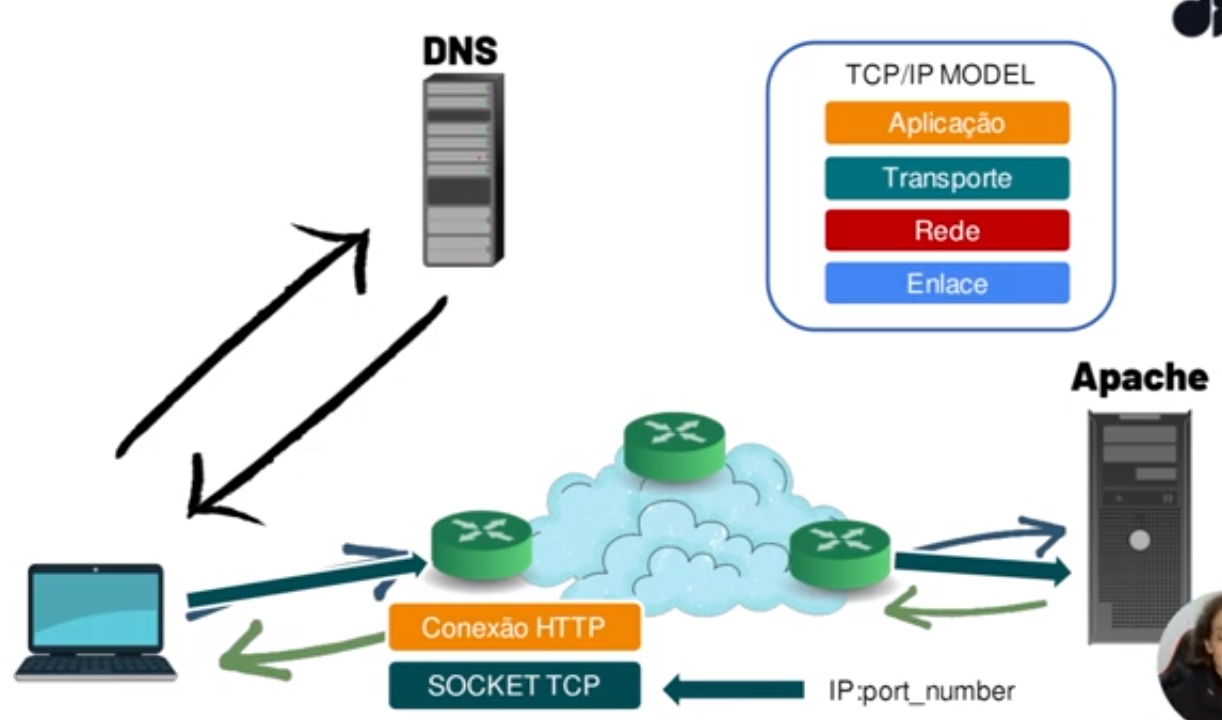 DNS
TCP/IP MODEL
Aplicação
Transporte
Rede
Enlace
Apache
Conexão HTTP
SOCKET TCP
IP:port_number